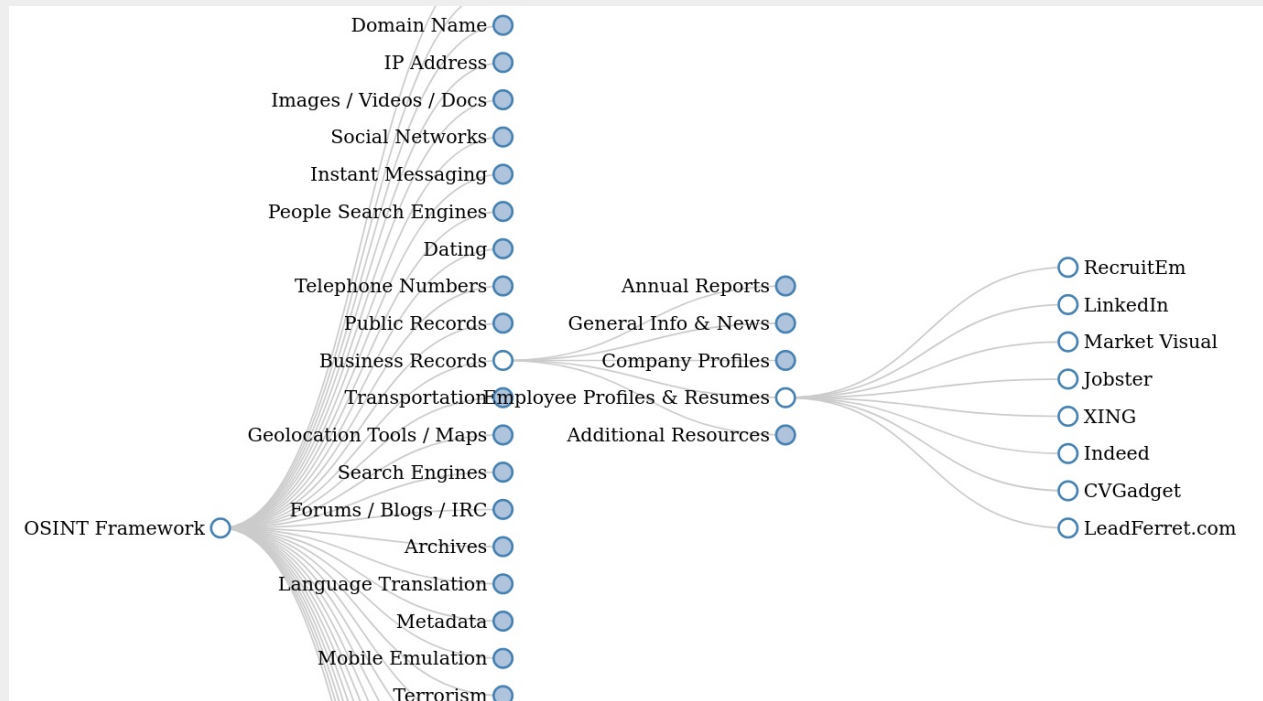 Domain Name
IP Address
Images / Videos / Docs
Social Networks
Instant Messaging
People Search Engines
Dating
Telephone Numbers
Public Records
Business Records
Transportation
Geolocation Tools / Maps
Search Engines
Forums / Blogs / IRC
OSINT Framework
Archives
Language Translation
Metadata
Mobile Emulation
Terrorism
Annual Reports
General Info & News
Company Profiles
Employee Profiles & Resumes
Additional Resources
RecruitEm
LinkedIn
Market Visual
Jobster
XING
Indeed
CVGadget
LeadFerret.com